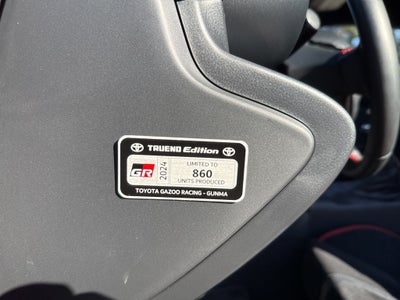 TRUENO Edition
GR
2024
LIMITED TO
860
UNITS PRODUCED
TOYOTA GAZOO RACING - GUNMA